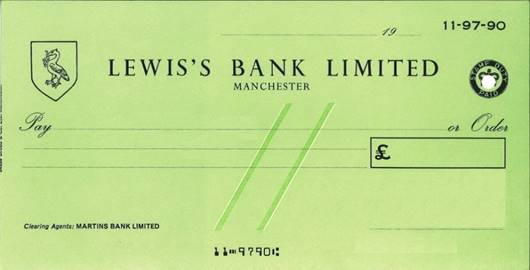 19 11-97-90
LEWIS'S BANK LIMITED
MANCHESTER
STAMP DUTY PAID
Pay or Order
£
Clearing Agents: MARTINS BANK LIMITED
11⑉9790⑆